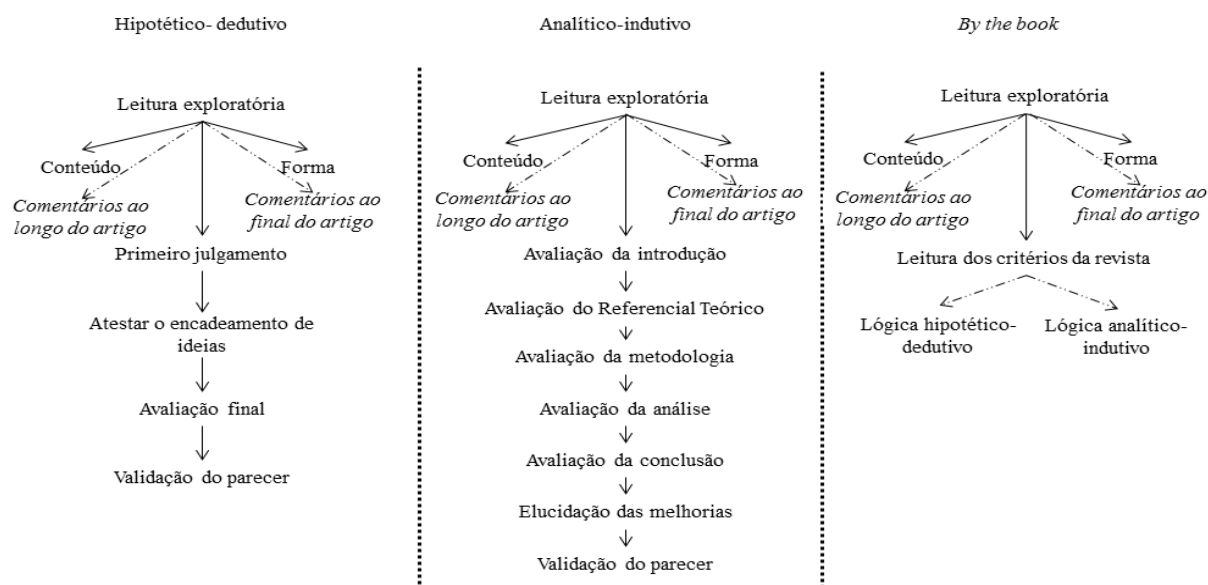 Hipotético- dedutivo
Leitura exploratória
Conteúdo
Forma
Comentários ao
longo do artigo
Comentários ao
final do artigo
Primeiro julgamento
Atestar o encadeamento de
ideias
Avaliação final
Validação do parecer
Analítico-indutivo
Leitura exploratória
Conteúdo
Forma
Comentários ao
longo do artigo
Comentários ao
final do artigo
Avaliação da introdução
Avaliação do Referencial Teórico
Avaliação da metodologia
Avaliação da análise
Avaliação da conclusão
Elucidação das melhorias
Validação do parecer
By the book
Leitura exploratória
Conteúdo
Forma
Comentários ao
longo do artigo
Comentários ao
final do artigo
Leitura dos critérios da revista
Lógica hipotético-
dedutivo
Lógica analítico-
indutivo